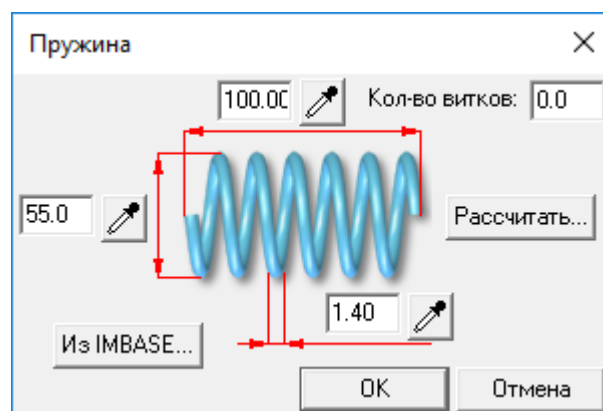 Пружина
100.00 Кол-во витков: 0.0
55.0
Рассчитать...
1.40
Из IMBASE...
OK Отмена